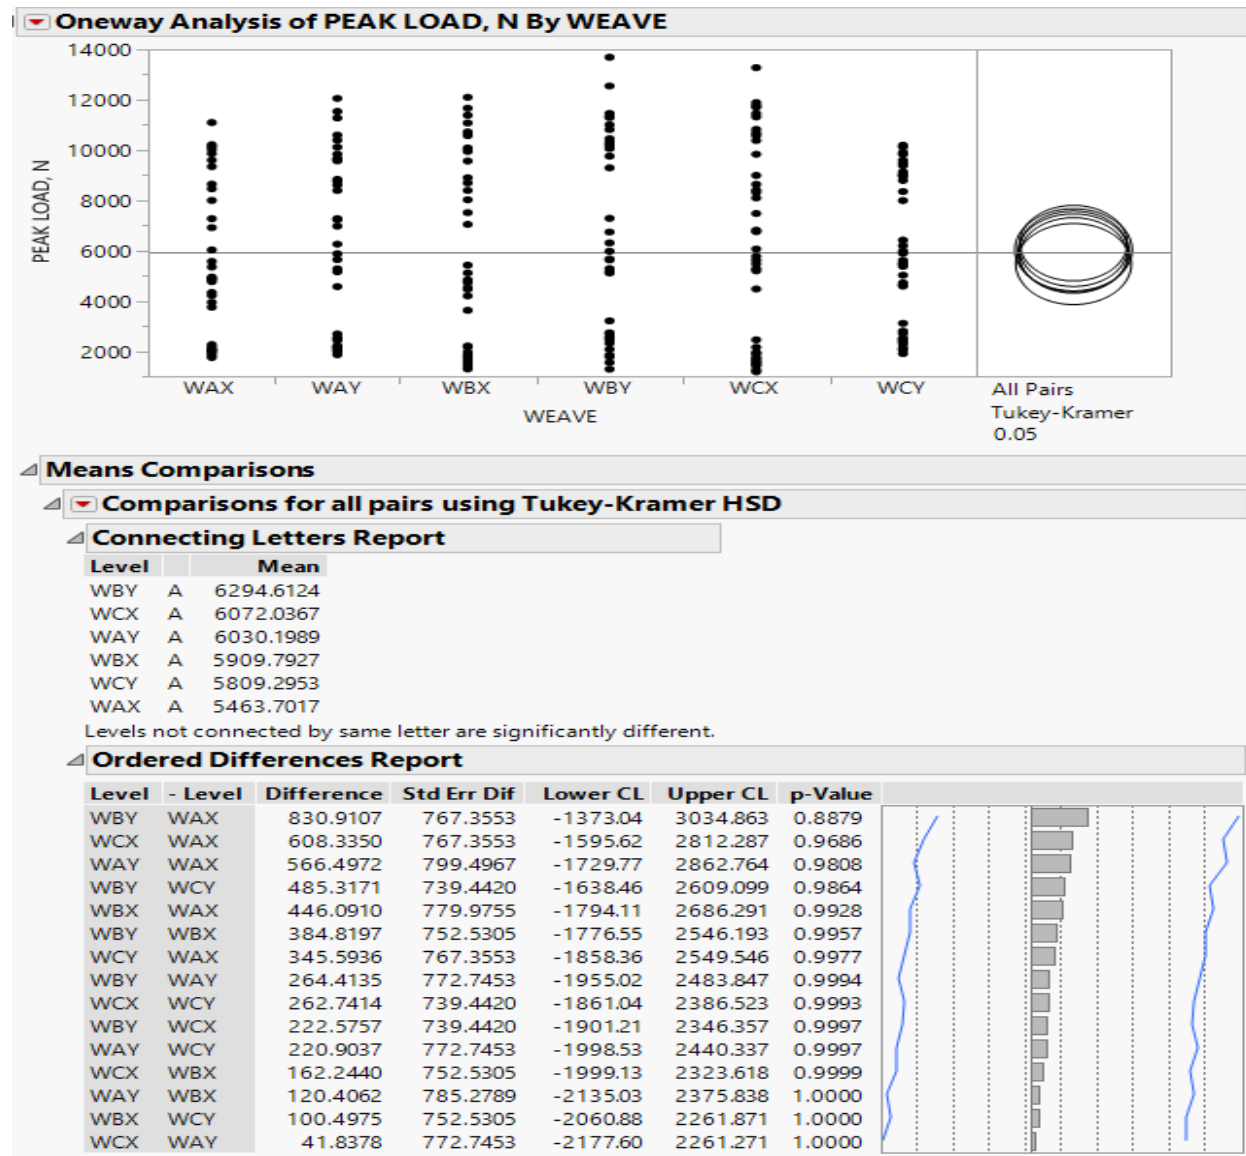 Oneway Analysis of PEAK LOAD, N By WEAVE
14000
12000
10000
8000
6000
4000
2000
PEAK LOAD, N
WAX WAY WBX WBY WCX WCY
WEAVE
All Pairs
Tukey-Kramer
0.05
Means Comparisons
Comparisons for all pairs using Tukey-Kramer HSD
Connecting Letters Report
Level Mean
WBY A 6294.6124
WCX A 6072.0367
WAY A 6030.1989
WBX A 5909.7927
WCY A 5809.2953
WAX A 5463.7017
Levels not connected by same letter are significantly different.
Ordered Differences Report
Level - Level Difference Std Err Dif Lower CL Upper CL p-Value
WBY WAX 830.9107 767.3553 -1373.04 3034.863 0.8879
WCX WAX 608.3350 767.3553 -1595.62 2812.287 0.9686
WAY WAX 566.4972 799.4967 -1729.77 2862.764 0.9808
WBY WCY 485.3171 739.4420 -1638.46 2609.099 0.9864
WBX WAX 446.0910 779.9755 -1794.11 2686.291 0.9928
WBY WBX 384.8197 752.5305 -1776.55 2546.193 0.9957
WCY WAX 345.5936 767.3553 -1858.36 2549.546 0.9977
WBY WAY 264.4135 772.7453 -1955.02 2483.847 0.9994
WCX WCY 262.7414 739.4420 -1861.04 2386.523 0.9993
WBY WCX 222.5757 739.4420 -1901.21 2346.357 0.9997
WAY WCY 220.9037 772.7453 -1998.53 2440.337 0.9997
WCX WBX 162.2440 752.5305 -1999.13 2323.618 0.9999
WAY WBX 120.4062 785.2789 -2135.03 2375.838 1.0000
WBX WCY 100.4975 752.5305 -2060.88 2261.871 1.0000
WCX WAY 41.8378 772.7453 -2177.60 2261.271 1.0000